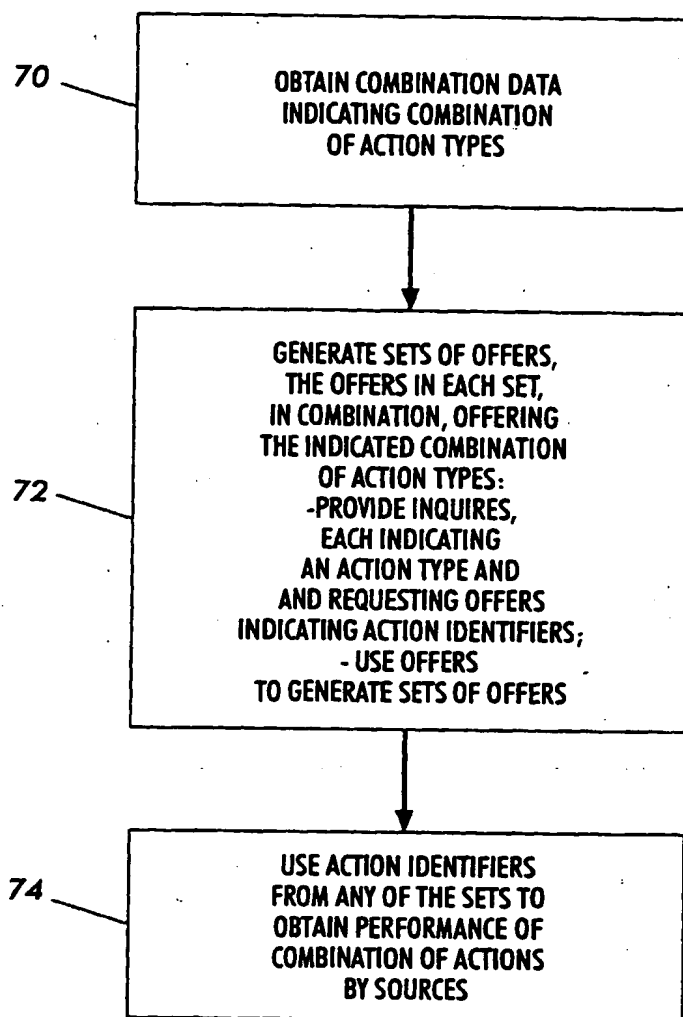 70
OBTAIN COMBINATION DATA
INDICATING COMBINATION
OF ACTION TYPES
72
GENERATE SETS OF OFFERS,
THE OFFERS IN EACH SET,
IN COMBINATION, OFFERING
THE INDICATED COMBINATION
OF ACTION TYPES:
-PROVIDE INQUIRES,
EACH INDICATING
AN ACTION TYPE AND
AND REQUESTING OFFERS
INDICATING ACTION IDENTIFIERS;
- USE OFFERS
TO GENERATE SETS OF OFFERS
74
USE ACTION IDENTIFIERS
FROM ANY OF THE SETS TO
OBTAIN PERFORMANCE OF
COMBINATION OF ACTIONS
BY SOURCES